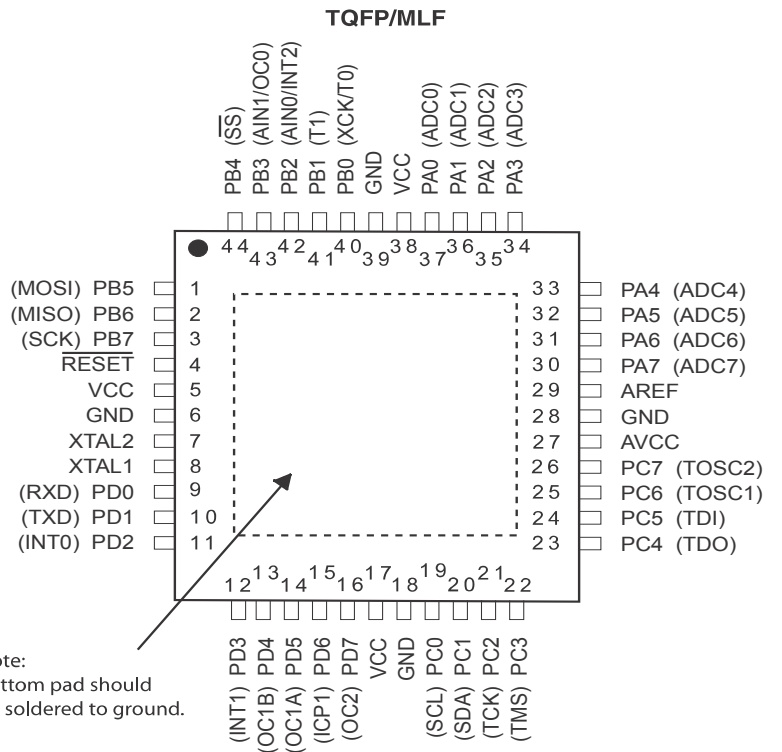 TQFP/MLF
PB4 (SS)
PB3 (AIN1/OC0)
PB2 (AIN0/INT2)
PB1 (T1)
PB0 (XCK/T0)
GND
VCC
PA0 (ADC0)
PA1 (ADC1)
PA2 (ADC2)
PA3 (ADC3)
44
43
42
41
40
39
38
37
36
35
34
(MOSI) PB5 1
(MISO) PB6 2
(SCK) PB7 3
RESET 4
VCC 5
GND 6
XTAL2 7
XTAL1 8
(RXD) PD0 9
(TXD) PD1 10
(INT0) PD2 11
33 PA4 (ADC4)
32 PA5 (ADC5)
31 PA6 (ADC6)
30 PA7 (ADC7)
29 AREF
28 GND
27 AVCC
26 PC7 (TOSC2)
25 PC6 (TOSC1)
24 PC5 (TDI)
23 PC4 (TDO)
12
13
14
15
16
17
18
19
20
21
22
(INT1) PD3
(OC1B) PD4
(OC1A) PD5
(ICP1) PD6
(OC2) PD7
VCC
GND
(SCL) PC0
(SDA) PC1
(TCK) PC2
(TMS) PC3
ote:
ttom pad should
soldered to ground.